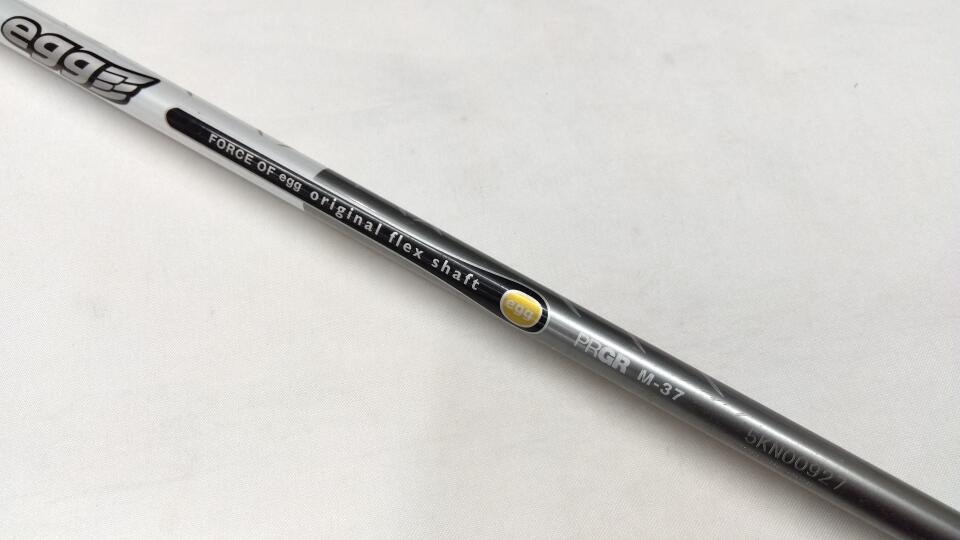 egg
FORCE OF egg original flex shaft
egg
PRGR M-37
5KN00927